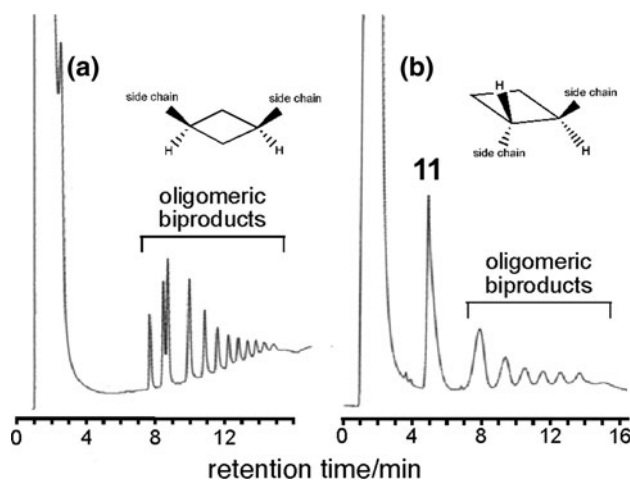 (a)
side chain
side chain
H
H
oligomeric
biproducts
0
4
8
12
(b)
H
side chain
side chain
H
11
oligomeric
biproducts
0
4
8
12
16
retention time/min